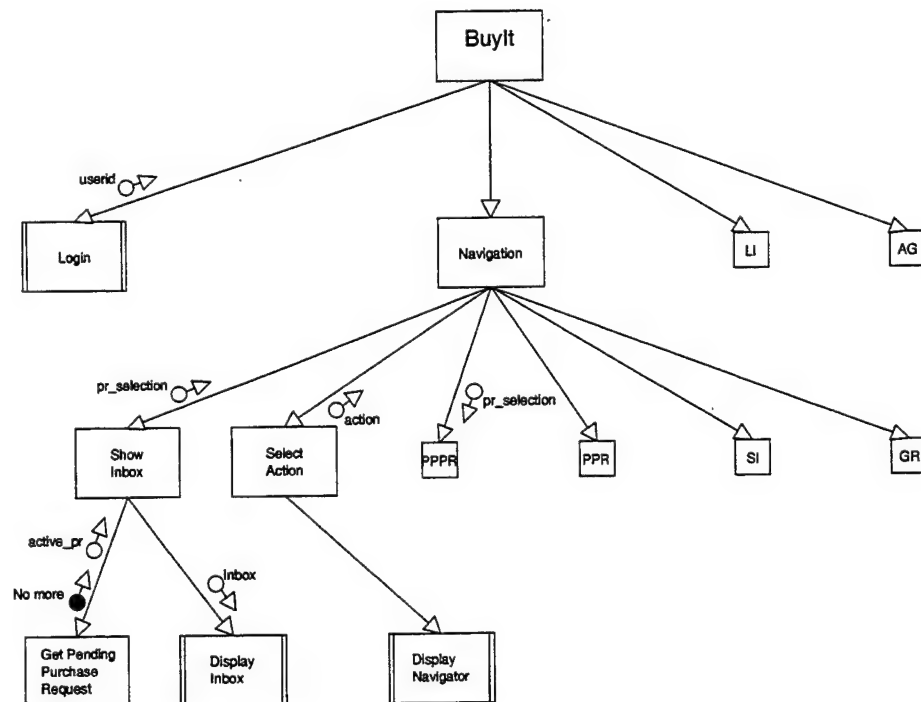 BuyIt
userid
Login
Navigation
LI
AG
pr_selection
action
pr_selection
Show
Inbox
Select
Action
PPPR
PPR
SI
GR
active_pr
Inbox
No more
Get Pending
Purchase
Request
Display
Inbox
Display
Navigator